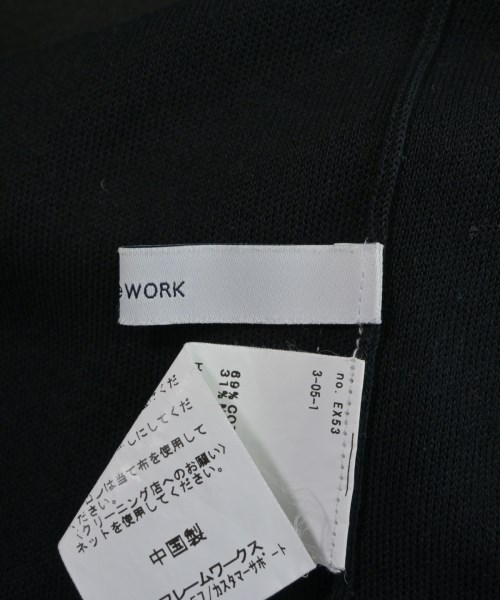 eWORK
no. EX53
3-05-1
69% CO
31%
てくだ
にしてくだ
は当て布を使用して
ださい。
クリーニング店へのお願い〉
ネットを使用してください。
中国製
フレームワークス
カスタマーサポート